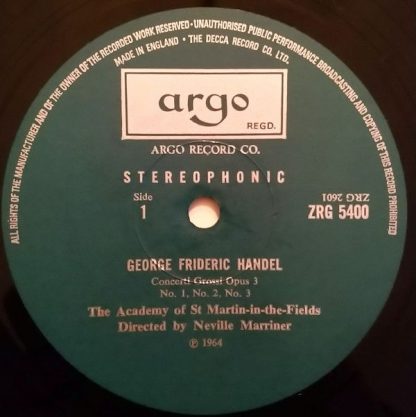 ALL RIGHTS OF THE MANUFACTURER AND OF THE OWNER OF THE RECORDED WORK RESERVED · UNAUTHORISED PUBLIC PERFORMANCE BROADCASTING AND COPYING OF THIS RECORD PROHIBITED
MADE IN ENGLAND · THE DECCA RECORD CO. LTD.
argo
REGD.
ARGO RECORD CO.
STEREOPHONIC
Side
1
ZRG 2601
ZRG 5400
GEORGE FRIDERIC HANDEL
Concerti Grossi Opus 3
No. 1, No. 2, No. 3
The Academy of St Martin-in-the-Fields
Directed by Neville Marriner
℗ 1964